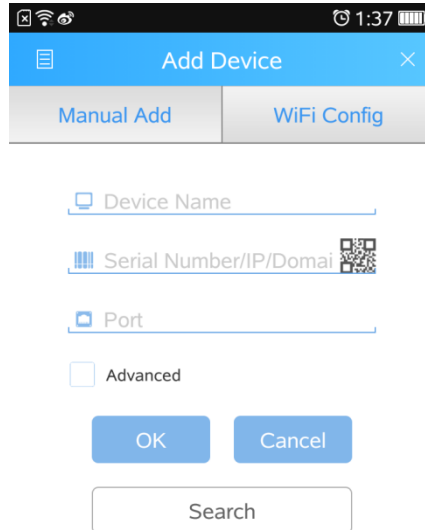 1:37
Add Device
Manual Add WiFi Config
Device Name
Serial Number/IP/Domai
Port
Advanced
OK Cancel
Search